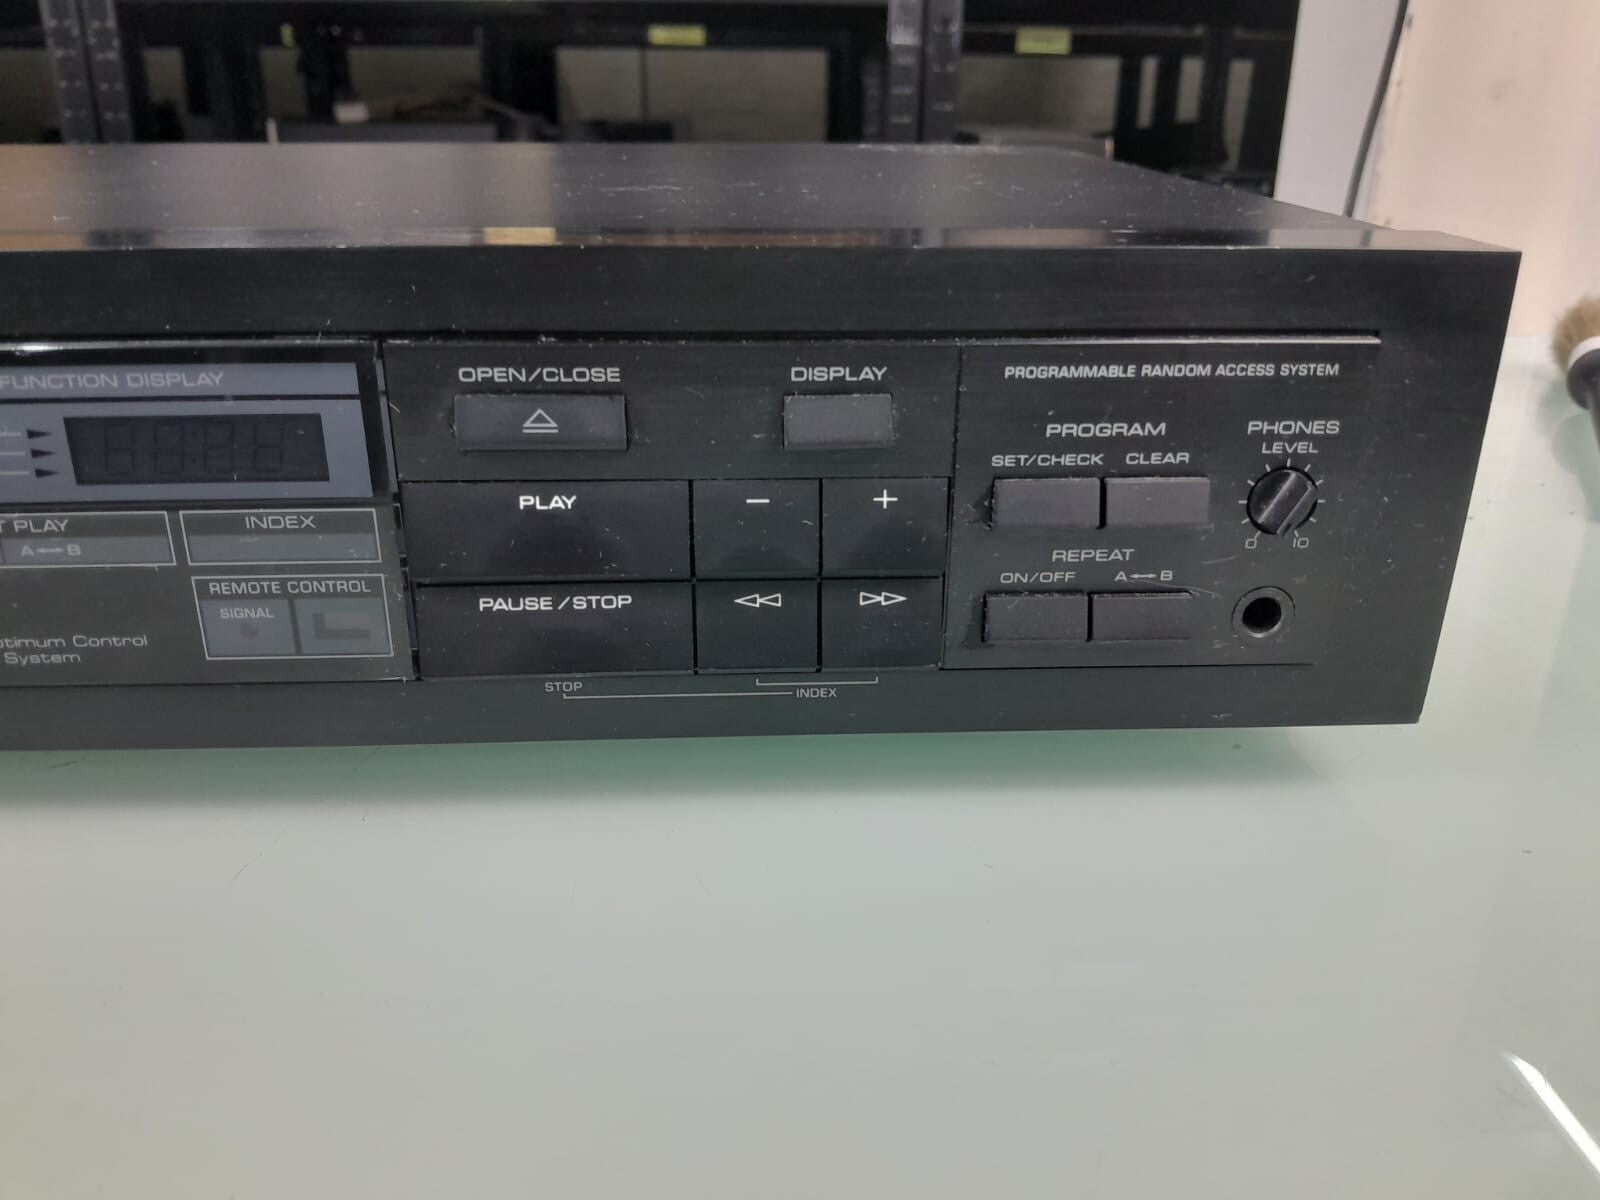 FUNCTION DISPLAY
OPEN/CLOSE
DISPLAY
PROGRAMMABLE RANDOM ACCESS SYSTEM
PROGRAM
SET/CHECK CLEAR
PHONES
LEVEL
0 10
PLAY
- +
T PLAY
A B
INDEX
REPEAT
ON/OFF A B
REMOTE CONTROL
SIGNAL
PAUSE/STOP
timum Control
System
STOP
INDEX